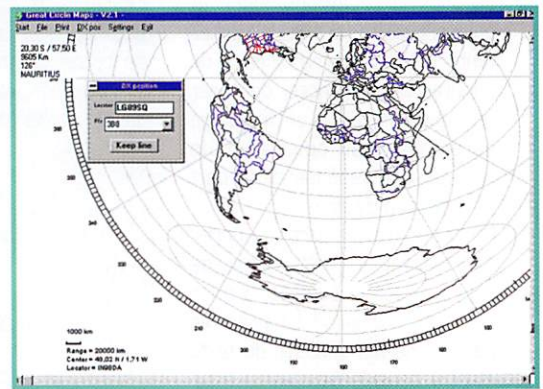 Great Circle Maps - V2.1 -
Start File Print DX pos Settings Exit
20,30 S / 57,50 E
9605 Km
126°
MAURITIUS
DX position
Locator LG89SQ
Pfx 3B8
Keep line
1000 km
Range = 20000 km
Center = 48,02 N / 1,71 W
Locator = IN98DA